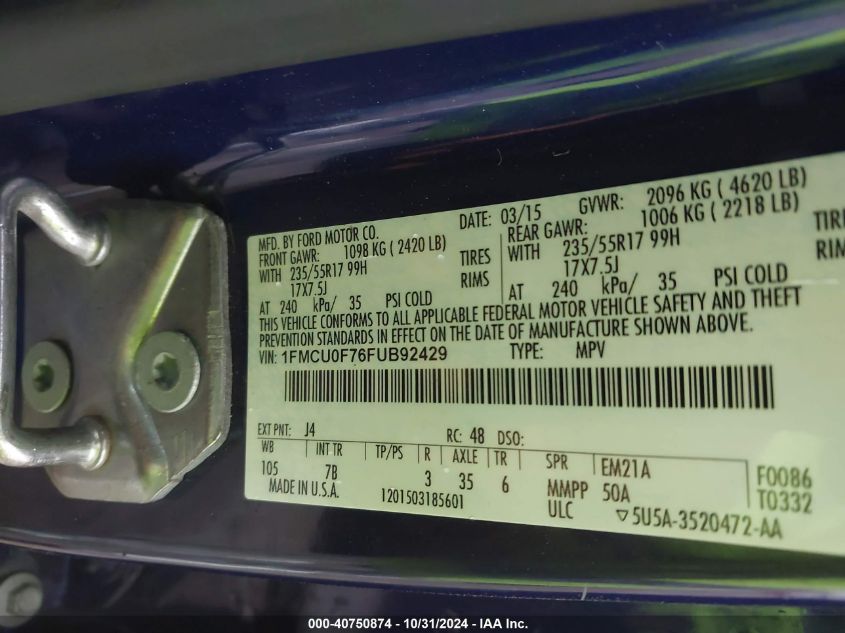 MFD. BY FORD MOTOR CO. DATE: 03/15 GVWR: 2096 KG ( 4620 LB)
FRONT GAWR: 1098 KG ( 2420 LB) REAR GAWR: 1006 KG ( 2218 LB)
WITH 235/55R17 99H TIRES WITH 235/55R17 99H TIRE
17X7.5J RIMS 17X7.5J RIMS
AT 240 kPa/ 35 PSI COLD AT 240 kPa/ 35 PSI COLD
THIS VEHICLE CONFORMS TO ALL APPLICABLE FEDERAL MOTOR VEHICLE SAFETY AND THEFT
PREVENTION STANDARDS IN EFFECT ON THE DATE OF MANUFACTURE SHOWN ABOVE.
VIN: 1FMCU0F76FUB92429 TYPE: MPV
EXT PNT: J4 RC: 48 DSO:
WB INT TR TP/PS R AXLE TR SPR EM21A F0086
105 7B 3 35 6 MMPP 50A T0332
MADE IN U.S.A. 1201503185601 ULC ▽5U5A-3520472-AA
000-40750874 - 10/31/2024 - IAA Inc.